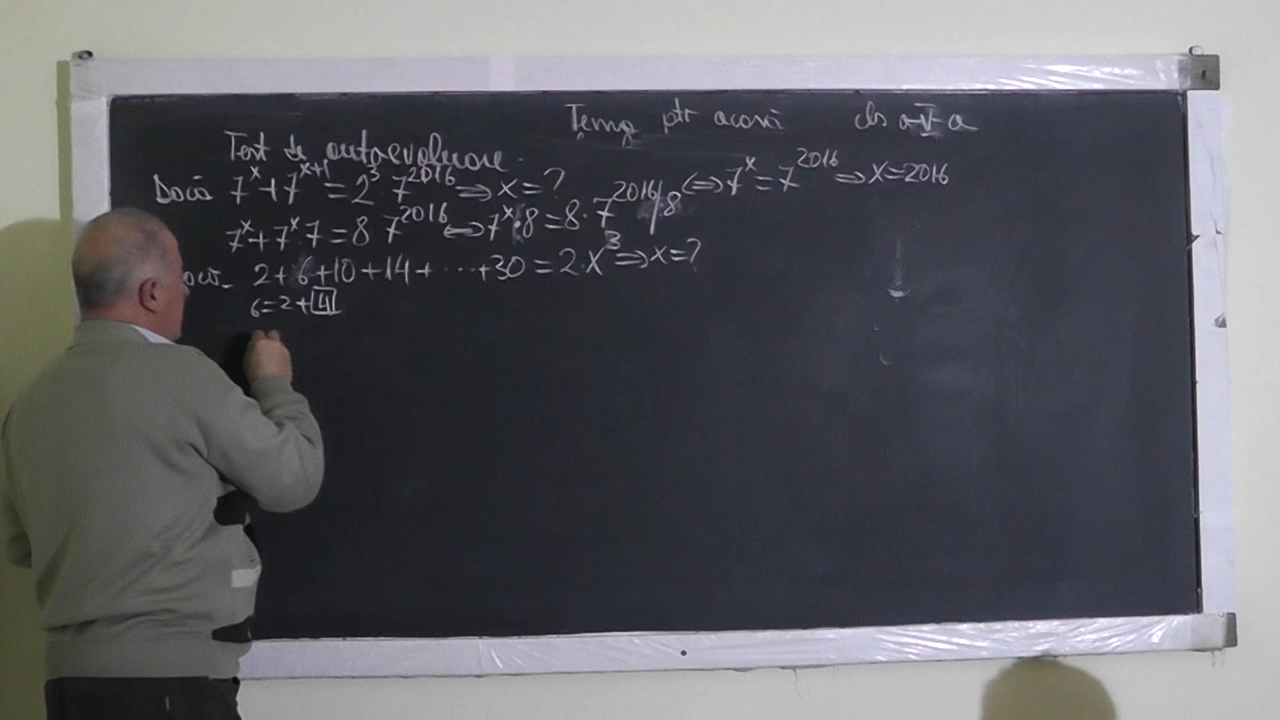 Temă ptr acasă cls a V a
Test de autoevaluare.
Dacă 7^x+7^{x+1}=2^3·7^{2016} ⇒ x=?
7^x+7^x·7=8·7^{2016} ⇔ 7^x·8=8·7^{2016}/:8 ⇔ 7^x=7^{2016} ⇒ x=2016
2+6+10+14+⋯+30=2·x^3 ⇒ x=?
6=2+4